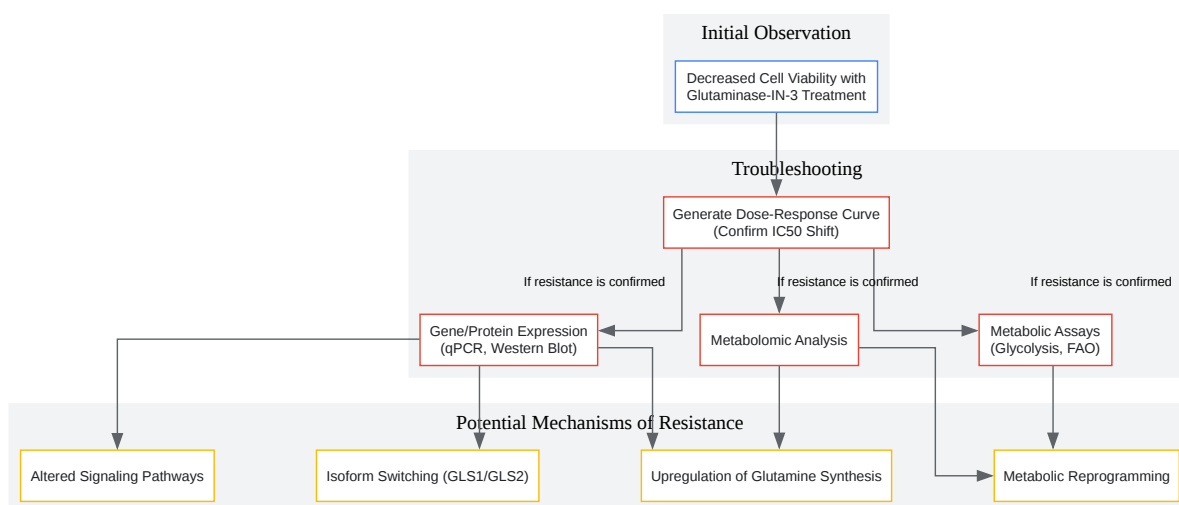 Initial Observation
Decreased Cell Viability with
Glutaminase-IN-3 Treatment
Troubleshooting
Generate Dose-Response Curve
(Confirm IC50 Shift)
If resistance is confirmed
If resistance is confirmed
If resistance is confirmed
Gene/Protein Expression
(qPCR, Western Blot)
Metabolomic Analysis
Metabolic Assays
(Glycolysis, FAO)
Potential Mechanisms of Resistance
Altered Signaling Pathways
Isoform Switching (GLS1/GLS2)
Upregulation of Glutamine Synthesis
Metabolic Reprogramming